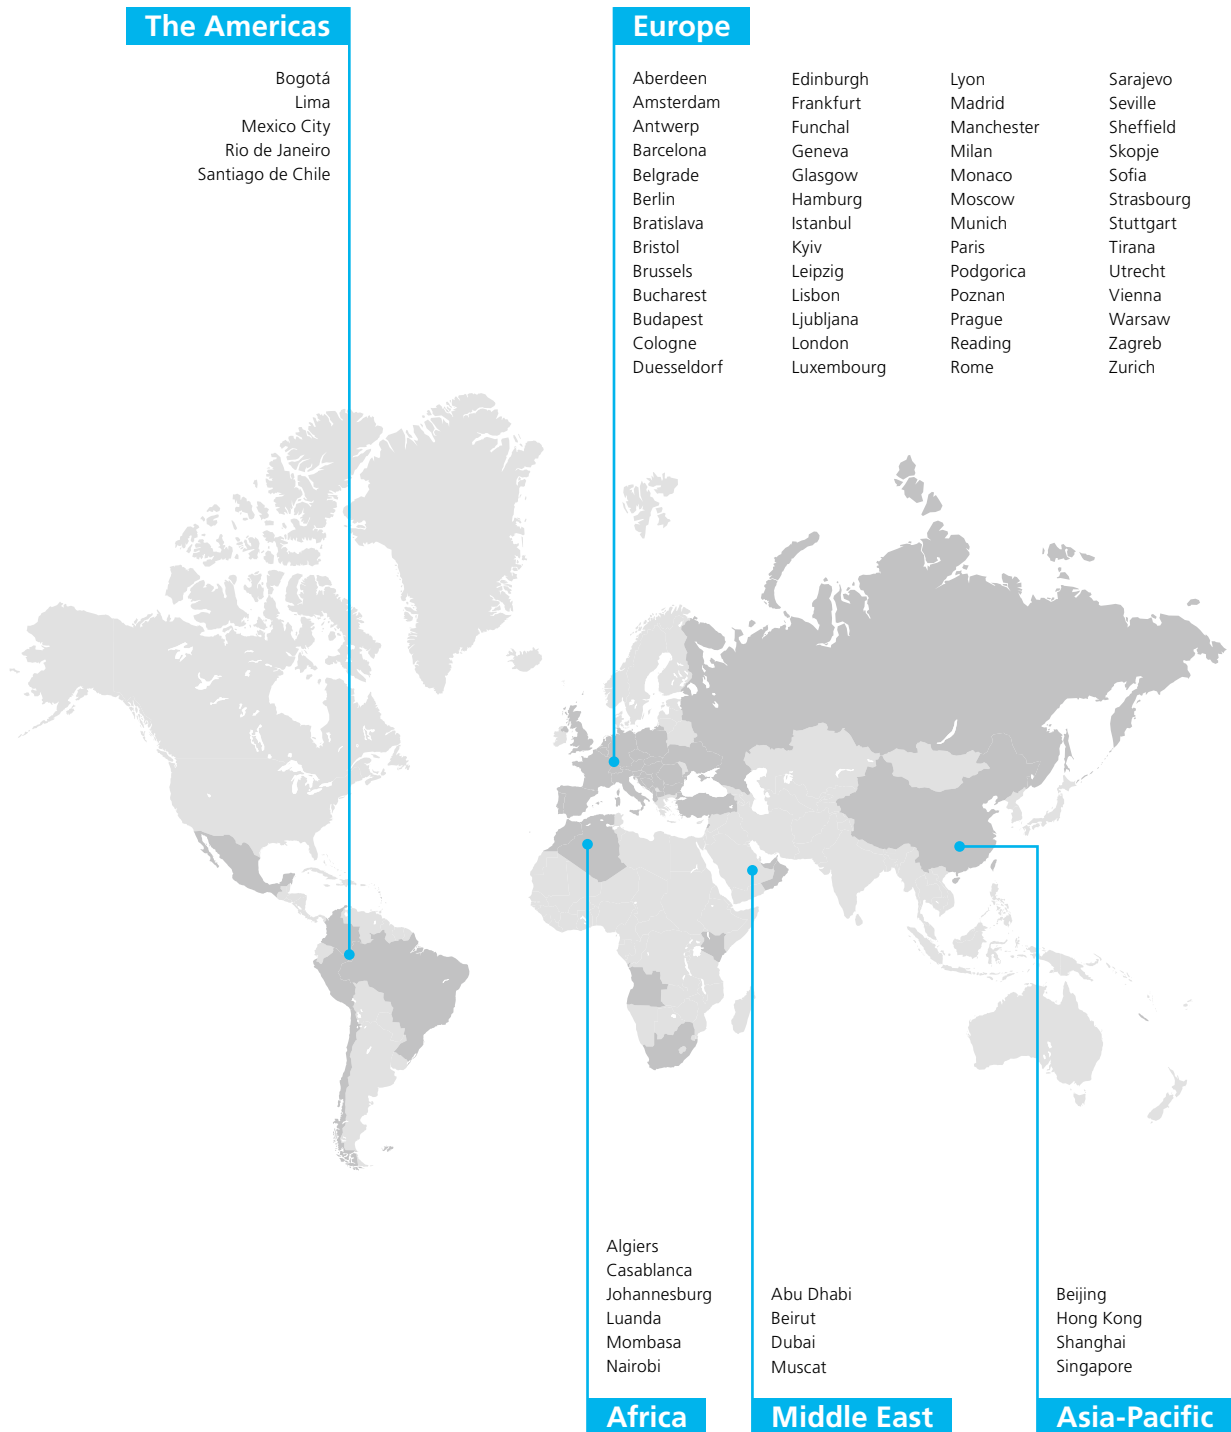 The Americas
Bogotá
Lima
Mexico City
Rio de Janeiro
Santiago de Chile
Europe
Aberdeen
Amsterdam
Antwerp
Barcelona
Belgrade
Berlin
Bratislava
Bristol
Brussels
Bucharest
Budapest
Cologne
Duesseldorf
Edinburgh
Frankfurt
Funchal
Geneva
Glasgow
Hamburg
Istanbul
Kyiv
Leipzig
Lisbon
Ljubljana
London
Luxembourg
Lyon
Madrid
Manchester
Milan
Monaco
Moscow
Munich
Paris
Podgorica
Poznan
Prague
Reading
Rome
Sarajevo
Seville
Sheffield
Skopje
Sofia
Strasbourg
Stuttgart
Tirana
Utrecht
Vienna
Warsaw
Zagreb
Zurich
Algiers
Casablanca
Johannesburg
Luanda
Mombasa
Nairobi
Africa
Abu Dhabi
Beirut
Dubai
Muscat
Middle East
Beijing
Hong Kong
Shanghai
Singapore
Asia-Pacific